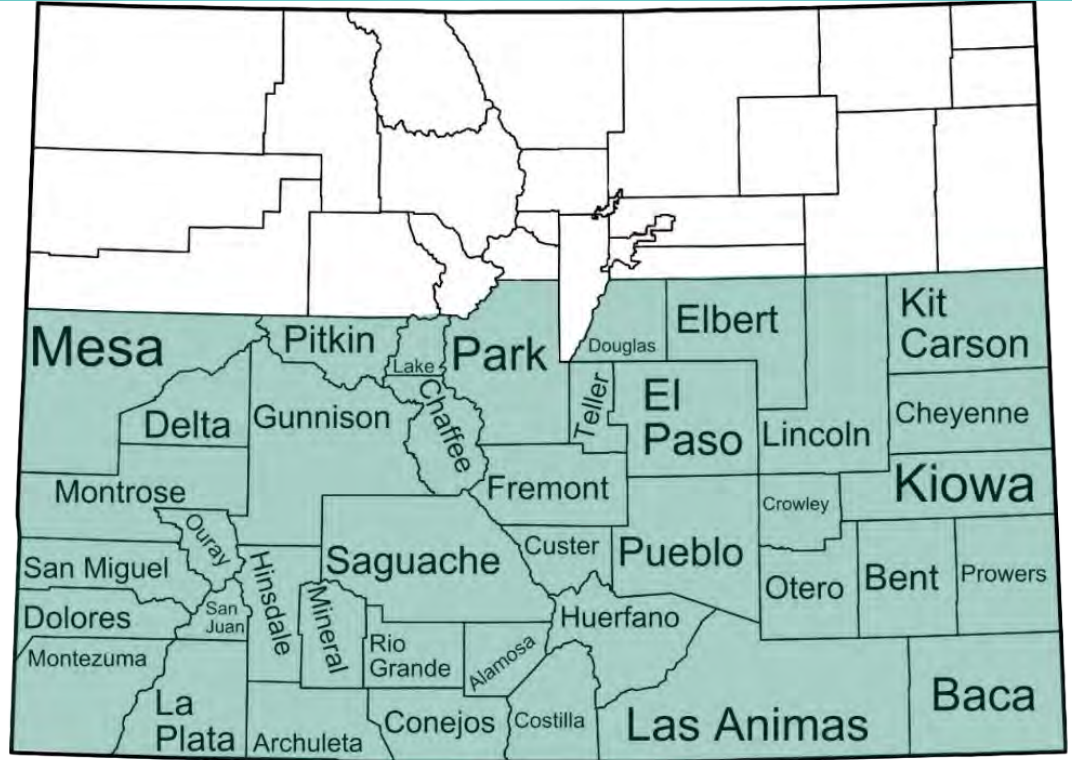 Kit
Carson
Elbert
Mesa
Pitkin
Park
Douglas
Lake
Teller
El
Paso
Cheyenne
Delta
Gunnison
Chaffee
Lincoln
Montrose
Fremont
Kiowa
Crowley
Ouray
Saguache
Custer
Pueblo
San Miguel
Hinsdale
Otero
Bent
Prowers
Dolores
San
Juan
Mineral
Huerfano
Montezuma
Rio
Grande
Alamosa
La
Plata
Archuleta
Conejos
Costilla
Las Animas
Baca